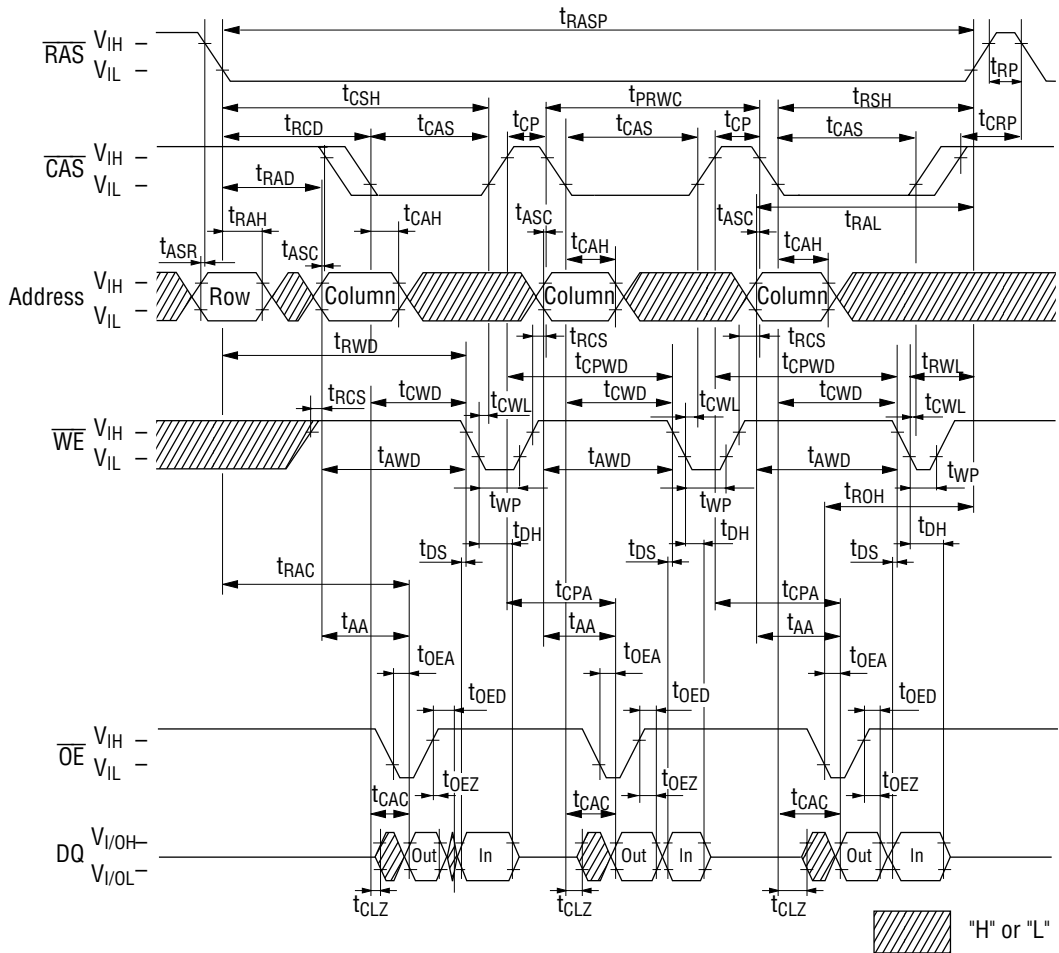 tRASP
RAS VIH
VIL
tRP
tCSH tPRWC tRSH
tRCD tCAS tCP tCAS tCP tCAS tCRP
CAS VIH
VIL
tRAD
tRAH tCAH tASC tASC tRAL
tASR tASC tCAH tCAH
Address VIH
VIL
Row Column Column Column
tRCS tRCS
tRWD tCPWD tCPWD tRWL
tRCS tCWD tCWL tCWD tCWL tCWD tCWL
WE VIH
VIL
tAWD tAWD tAWD
tWP tWP tWP
tROH
tDH tDH tDH
tDS tDS tDS
tRAC tCPA tCPA
tAA tAA tAA
tOEA tOEA tOEA
tOED tOED tOED
OE VIH
VIL
tOEZ tOEZ tOEZ
tCAC tCAC tCAC
DQ VI/OH
VI/OL
Out In Out In Out In
tCLZ tCLZ tCLZ
"H" or "L"